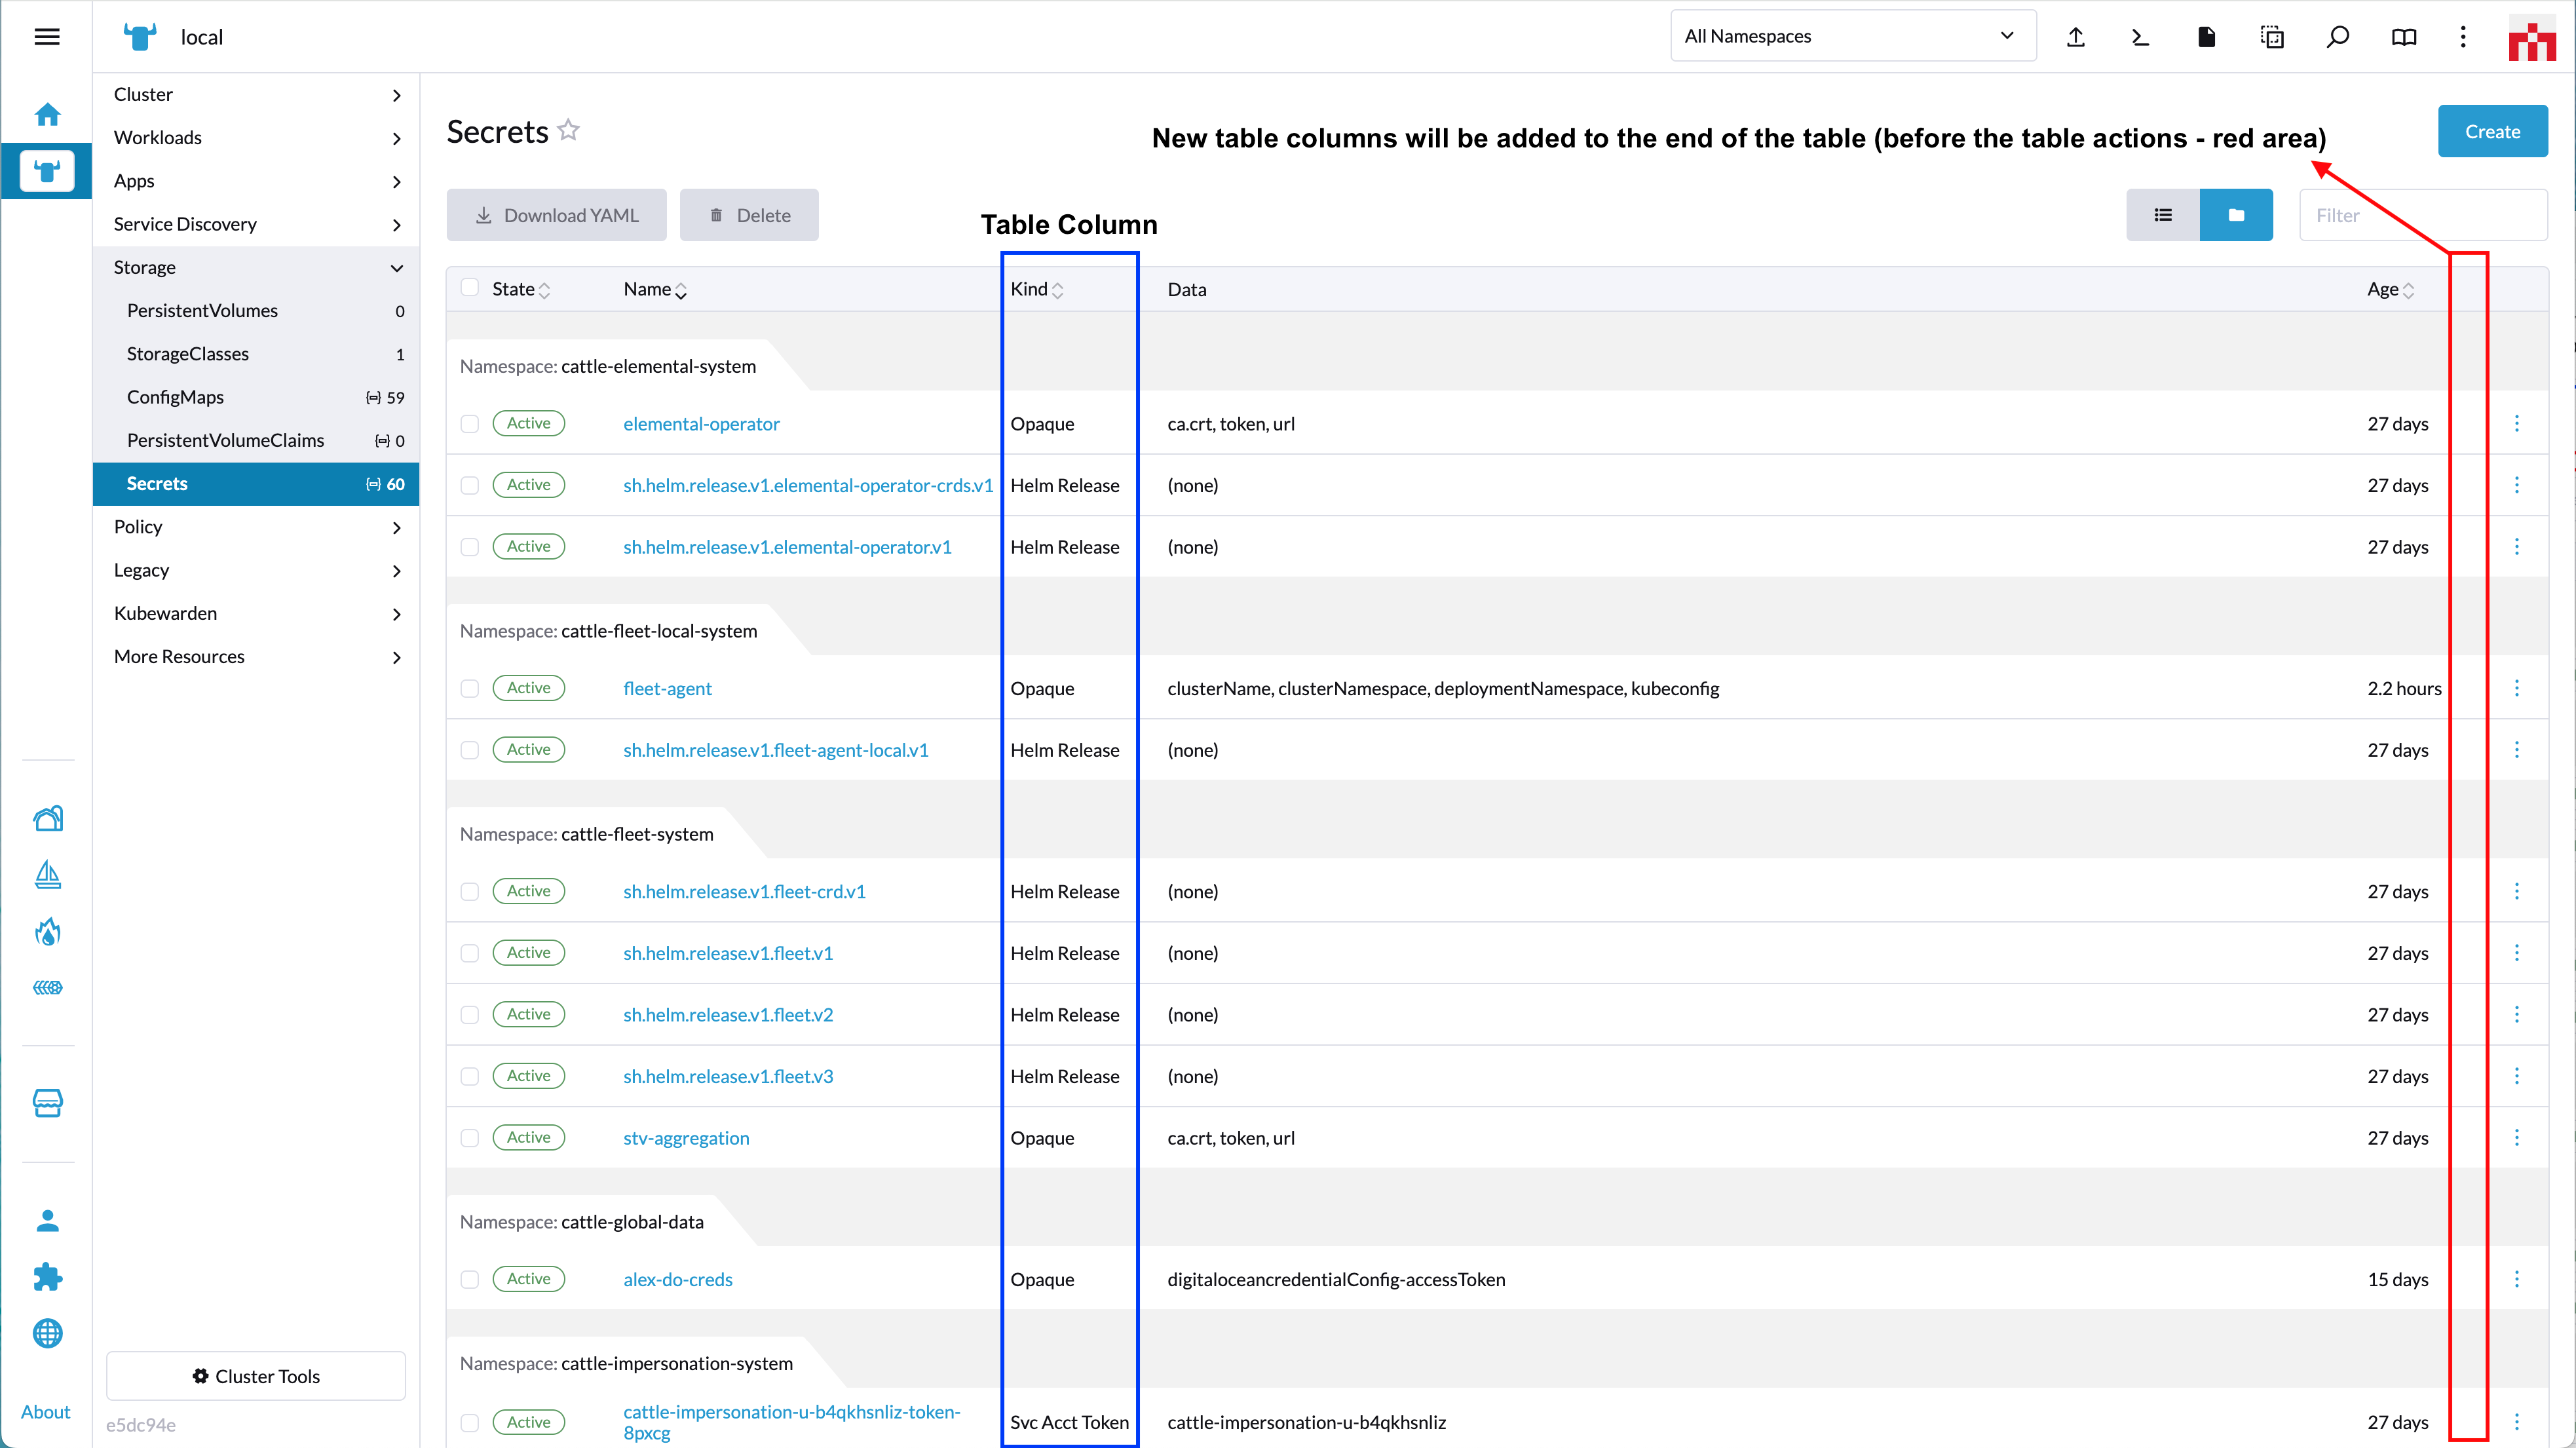 local
All Namespaces
Cluster
Workloads
Apps
Service Discovery
Storage
PersistentVolumes 0
StorageClasses 1
ConfigMaps 59
PersistentVolumeClaims 0
Secrets 60
Policy
Legacy
Kubewarden
More Resources
Cluster Tools
About
e5dc94e
Secrets
New table columns will be added to the end of the table (before the table actions - red area)
Create
Download YAML
Delete
Table Column
Filter
State Name Kind Data Age
Namespace: cattle-elemental-system
Active elemental-operator Opaque ca.crt, token, url 27 days
Active sh.helm.release.v1.elemental-operator-crds.v1 Helm Release (none) 27 days
Active sh.helm.release.v1.elemental-operator.v1 Helm Release (none) 27 days
Namespace: cattle-fleet-local-system
Active fleet-agent Opaque clusterName, clusterNamespace, deploymentNamespace, kubeconfig 2.2 hours
Active sh.helm.release.v1.fleet-agent-local.v1 Helm Release (none) 27 days
Namespace: cattle-fleet-system
Active sh.helm.release.v1.fleet-crd.v1 Helm Release (none) 27 days
Active sh.helm.release.v1.fleet.v1 Helm Release (none) 27 days
Active sh.helm.release.v1.fleet.v2 Helm Release (none) 27 days
Active sh.helm.release.v1.fleet.v3 Helm Release (none) 27 days
Active stv-aggregation Opaque ca.crt, token, url 27 days
Namespace: cattle-global-data
Active alex-do-creds Opaque digitaloceancredentialConfig-accessToken 15 days
Namespace: cattle-impersonation-system
Active cattle-impersonation-u-b4qkhsnliz-token-8pxcg Svc Acct Token cattle-impersonation-u-b4qkhsnliz 27 days